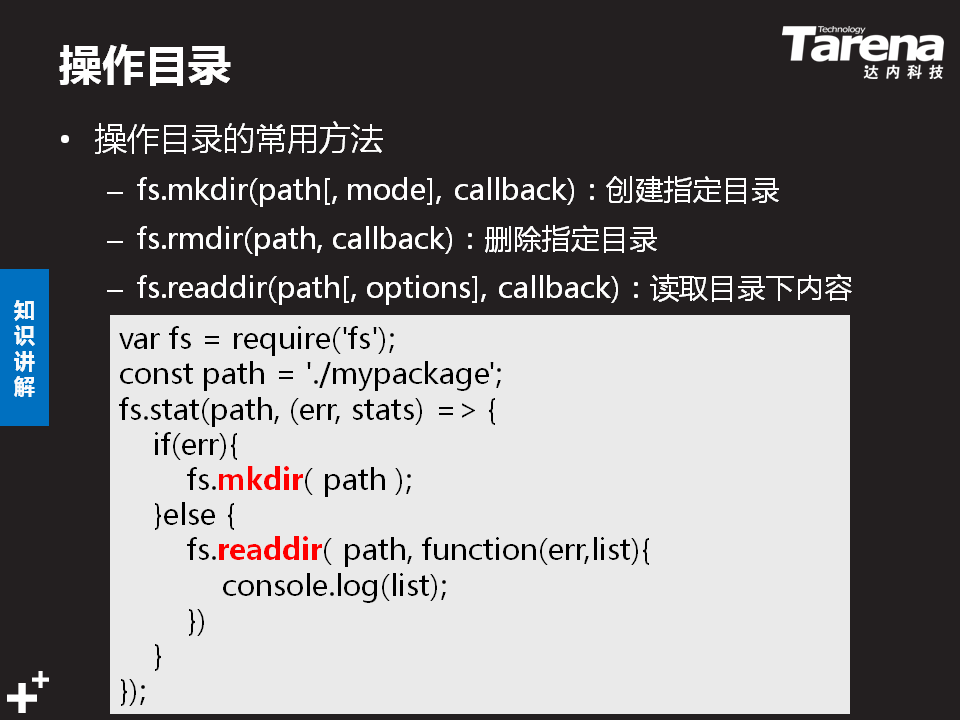 操作目录
Technology
Tarena
达内科技
• 操作目录的常用方法
– fs.mkdir(path[, mode], callback)：创建指定目录
– fs.rmdir(path, callback)：删除指定目录
– fs.readdir(path[, options], callback)：读取目录下内容
知识讲解
var fs = require('fs');
const path = './mypackage';
fs.stat(path, (err, stats) => {
    if(err){
        fs.mkdir( path );
    }else {
        fs.readdir( path, function(err,list){
            console.log(list);
        })
    }
});